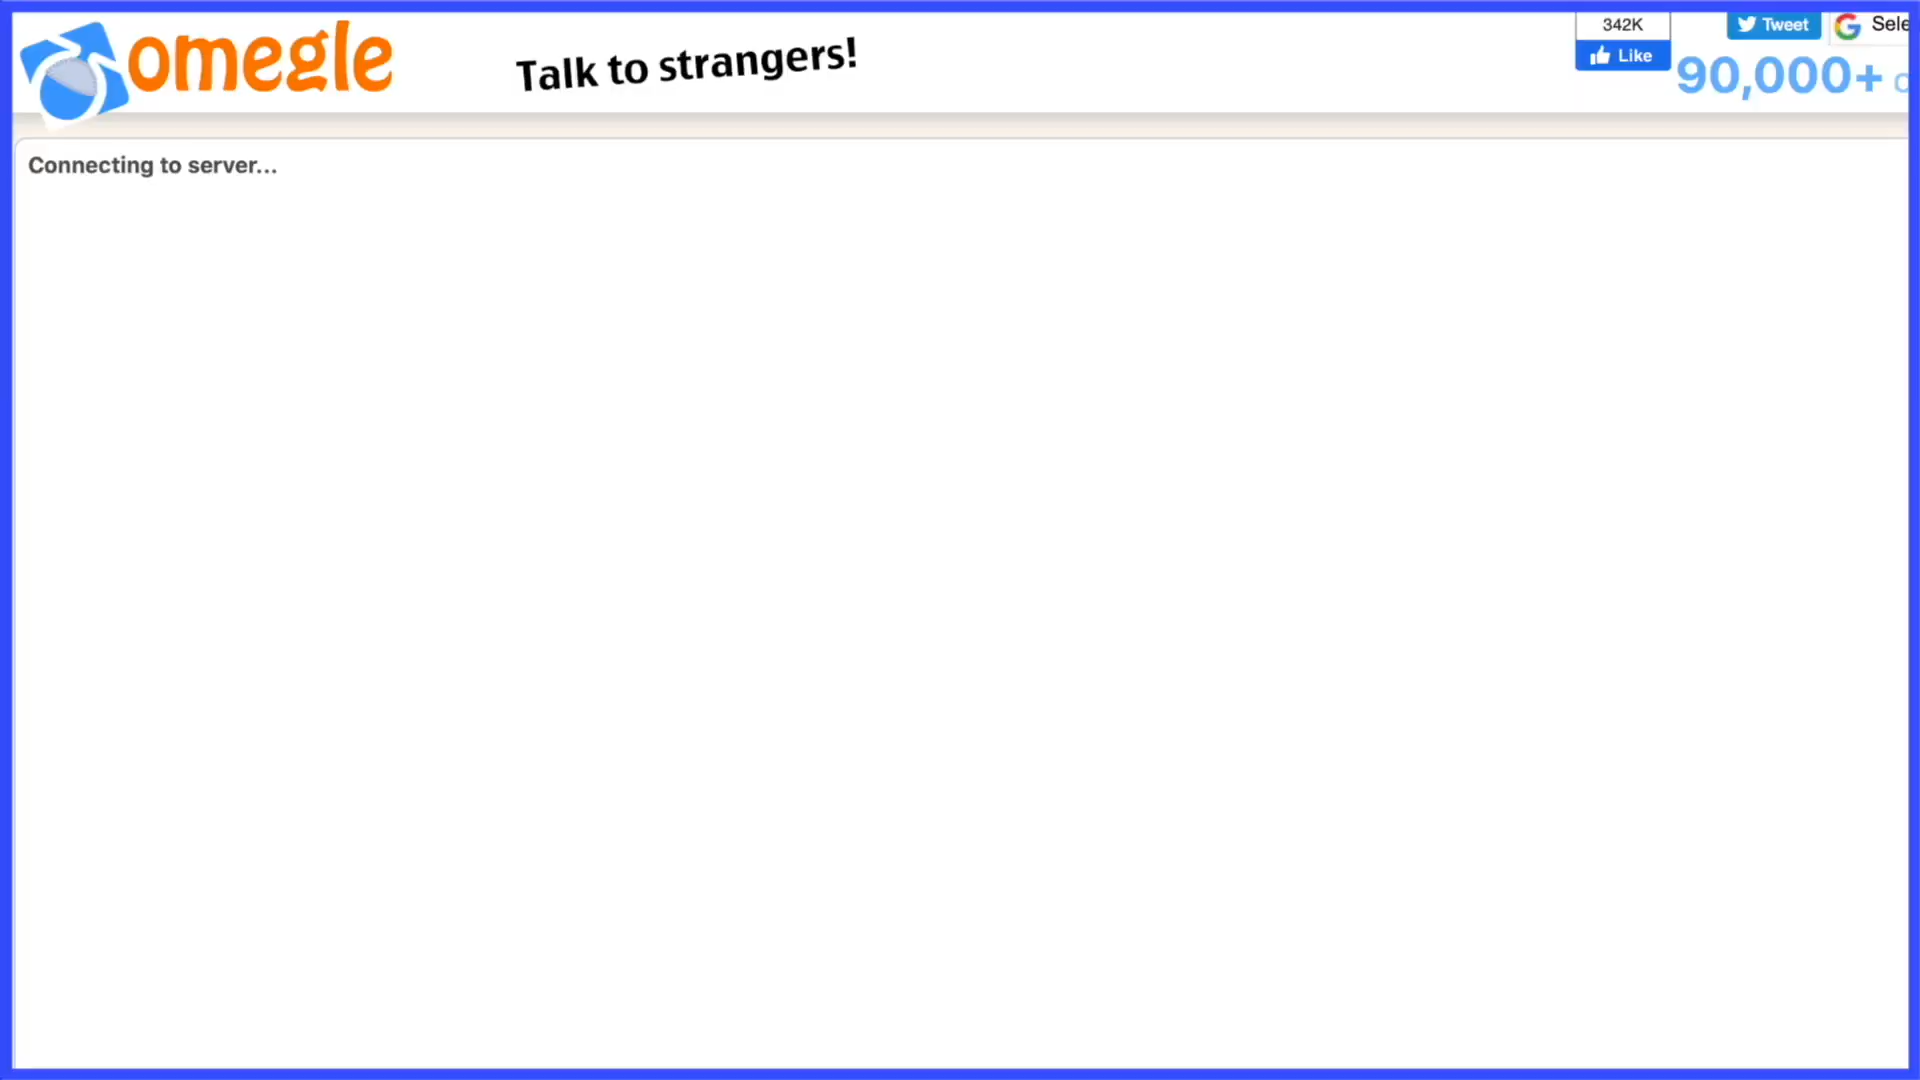 omegle
Talk to strangers!
342K
Like
Tweet
90,000+
Connecting to server...